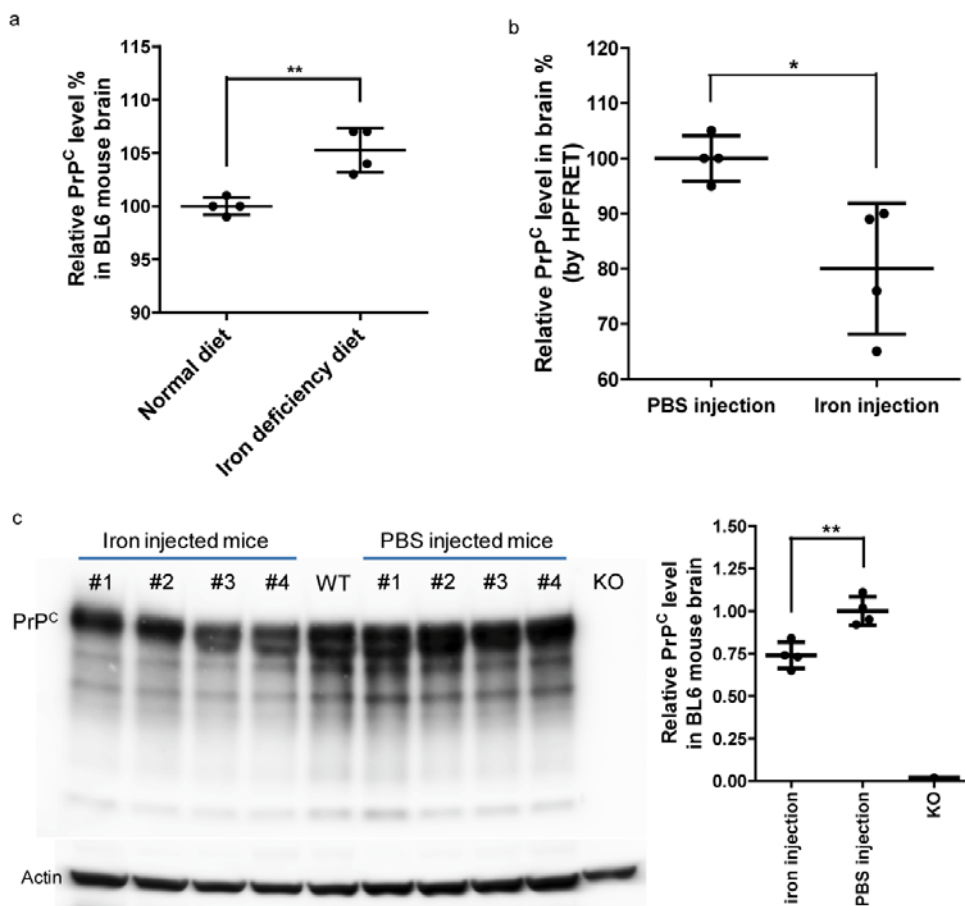 a
Relative PrPC level %
in BL6 mouse brain
110
105
100
95
90
**
Normal diet
Iron deficiency diet
b
Relative PrPC level in brain %
(by HPFRET)
120
110
100
90
80
70
60
*
PBS injection
Iron injection
c
Iron injected mice
PBS injected mice
#1
#2
#3
#4
WT
#1
#2
#3
#4
KO
PrPC
Actin
Relative PrPC level
in BL6 mouse brain
1.50
1.25
1.00
0.75
0.50
0.25
0.00
**
iron injection
PBS injection
KO